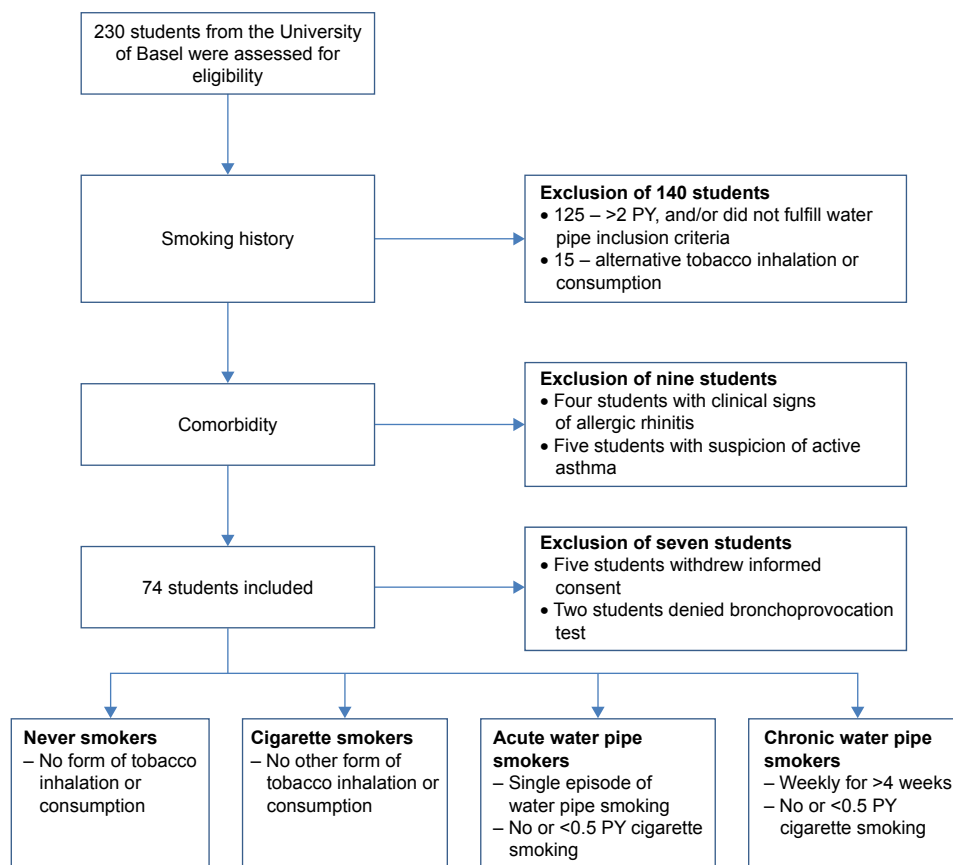 230 students from the University
of Basel were assessed for
eligibility
Smoking history
Exclusion of 140 students
• 125 – >2 PY, and/or did not fulfill water
pipe inclusion criteria
• 15 – alternative tobacco inhalation or
consumption
Comorbidity
Exclusion of nine students
• Four students with clinical signs
of allergic rhinitis
• Five students with suspicion of active
asthma
74 students included
Exclusion of seven students
• Five students withdrew informed
consent
• Two students denied bronchoprovocation
test
Never smokers
– No form of tobacco
inhalation or
consumption
Cigarette smokers
– No other form of
tobacco inhalation or
consumption
Acute water pipe
smokers
– Single episode of
water pipe smoking
– No or <0.5 PY cigarette
smoking
Chronic water pipe
smokers
– Weekly for >4 weeks
– No or <0.5 PY
cigarette smoking